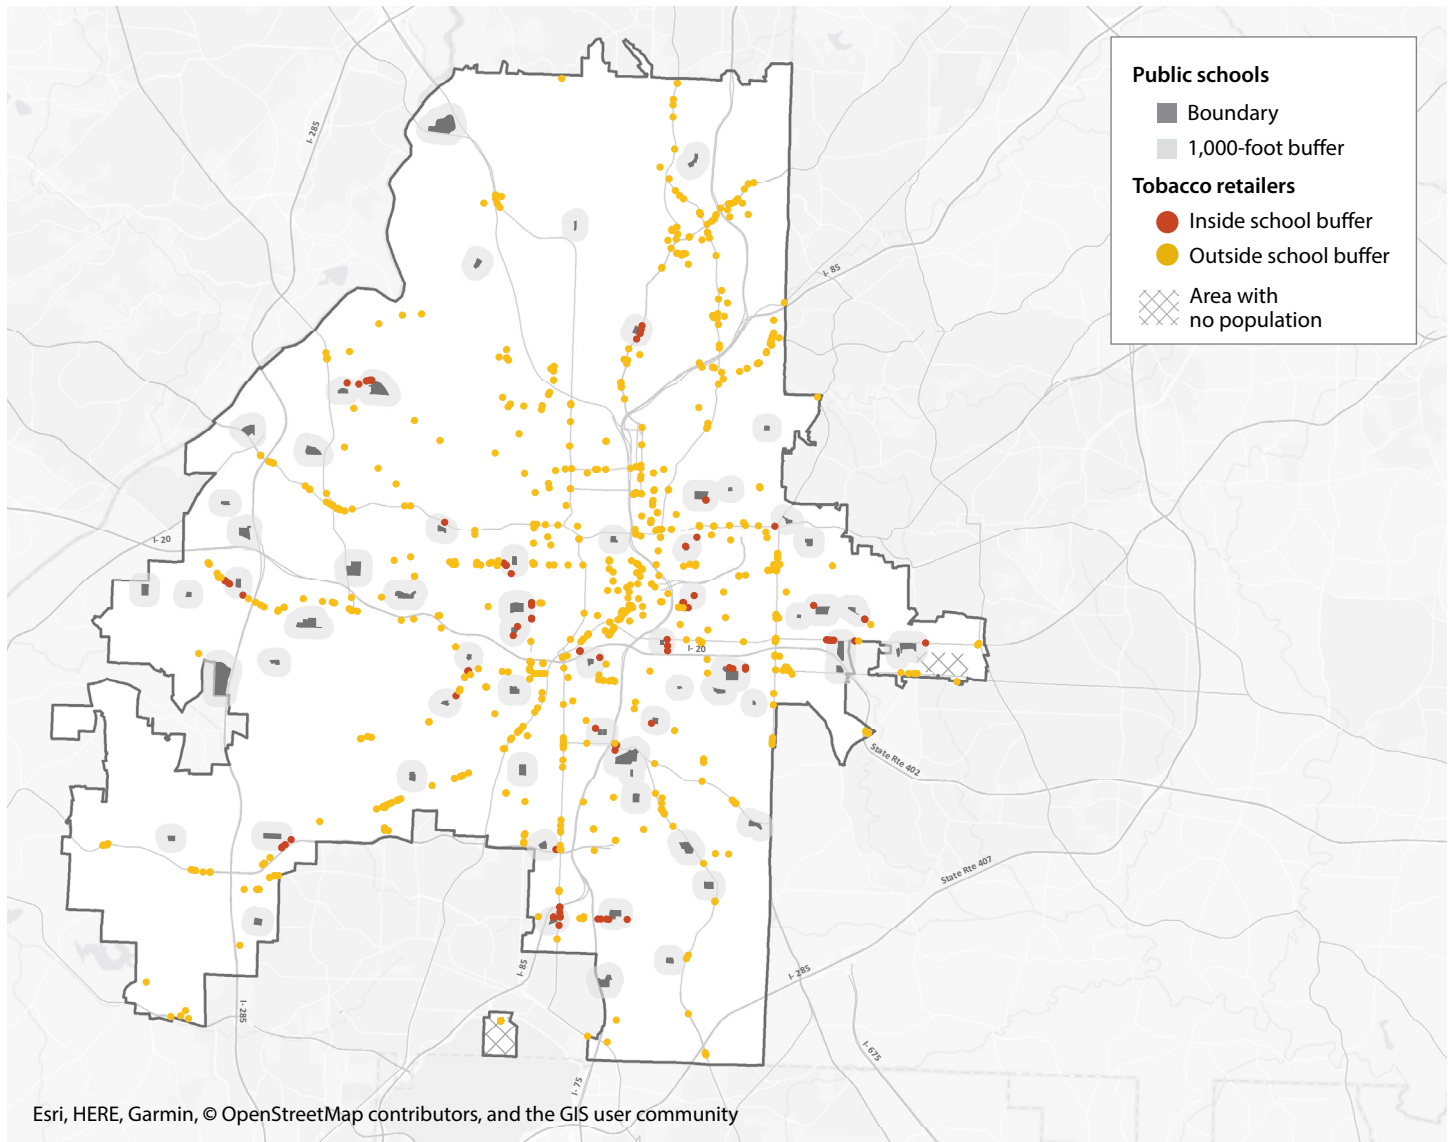 Public schools
Boundary
1,000-foot buffer
Tobacco retailers
Inside school buffer
Outside school buffer
Area with
no population
I- 285
I- 85
I- 20
I- 20
State Rte 402
State Rte 407
I- 85
I- 285
I- 285
I- 675
I- 75
Esri, HERE, Garmin, © OpenStreetMap contributors, and the GIS user community